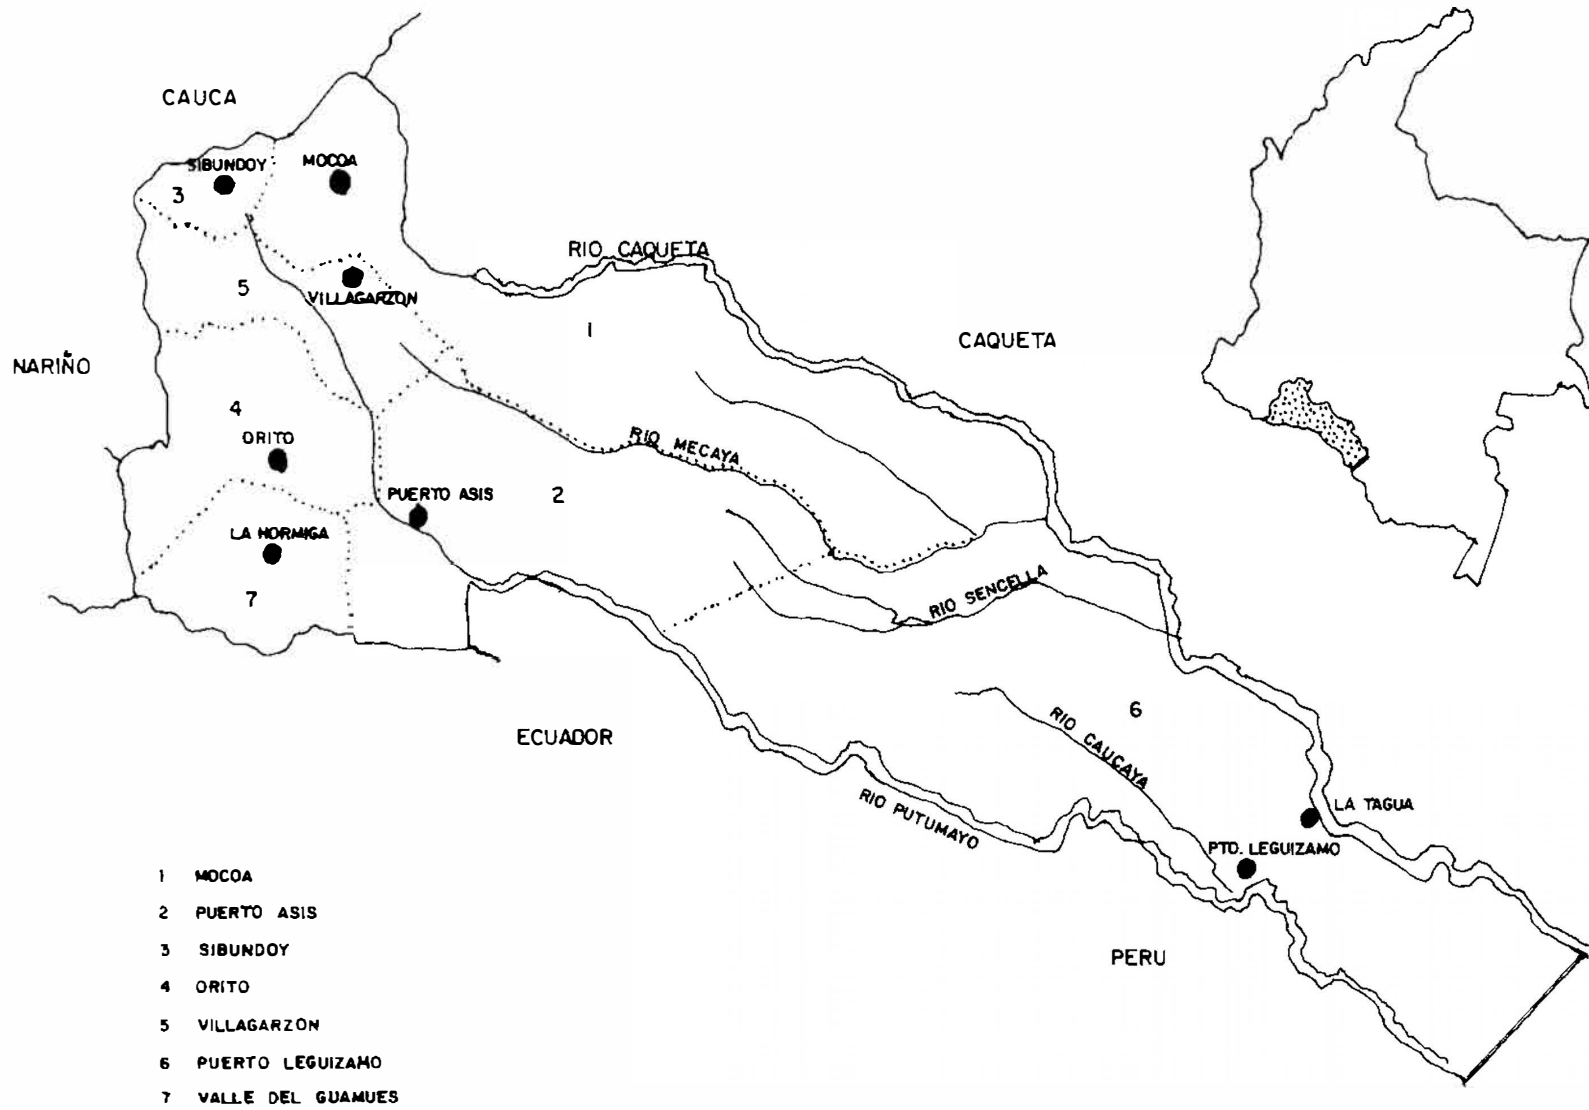 CAUCA
SIBUNDOY
MOCOA
3
RIO CAQUETA
5
VILLAGARZON
1
CAQUETA
NARIÑO
4
ORITO
RIO MECAYA
2
PUERTO ASIS
LA HORMIGA
7
RIO SENCELLA
6
RIO CAUCAYA
ECUADOR
RIO PUTUMAYO
LA TAGUA
PTO. LEGUIZAMO
PERU
1 MOCOA
2 PUERTO ASIS
3 SIBUNDOY
4 ORITO
5 VILLAGARZON
6 PUERTO LEGUIZAMO
7 VALLE DEL GUAMUES